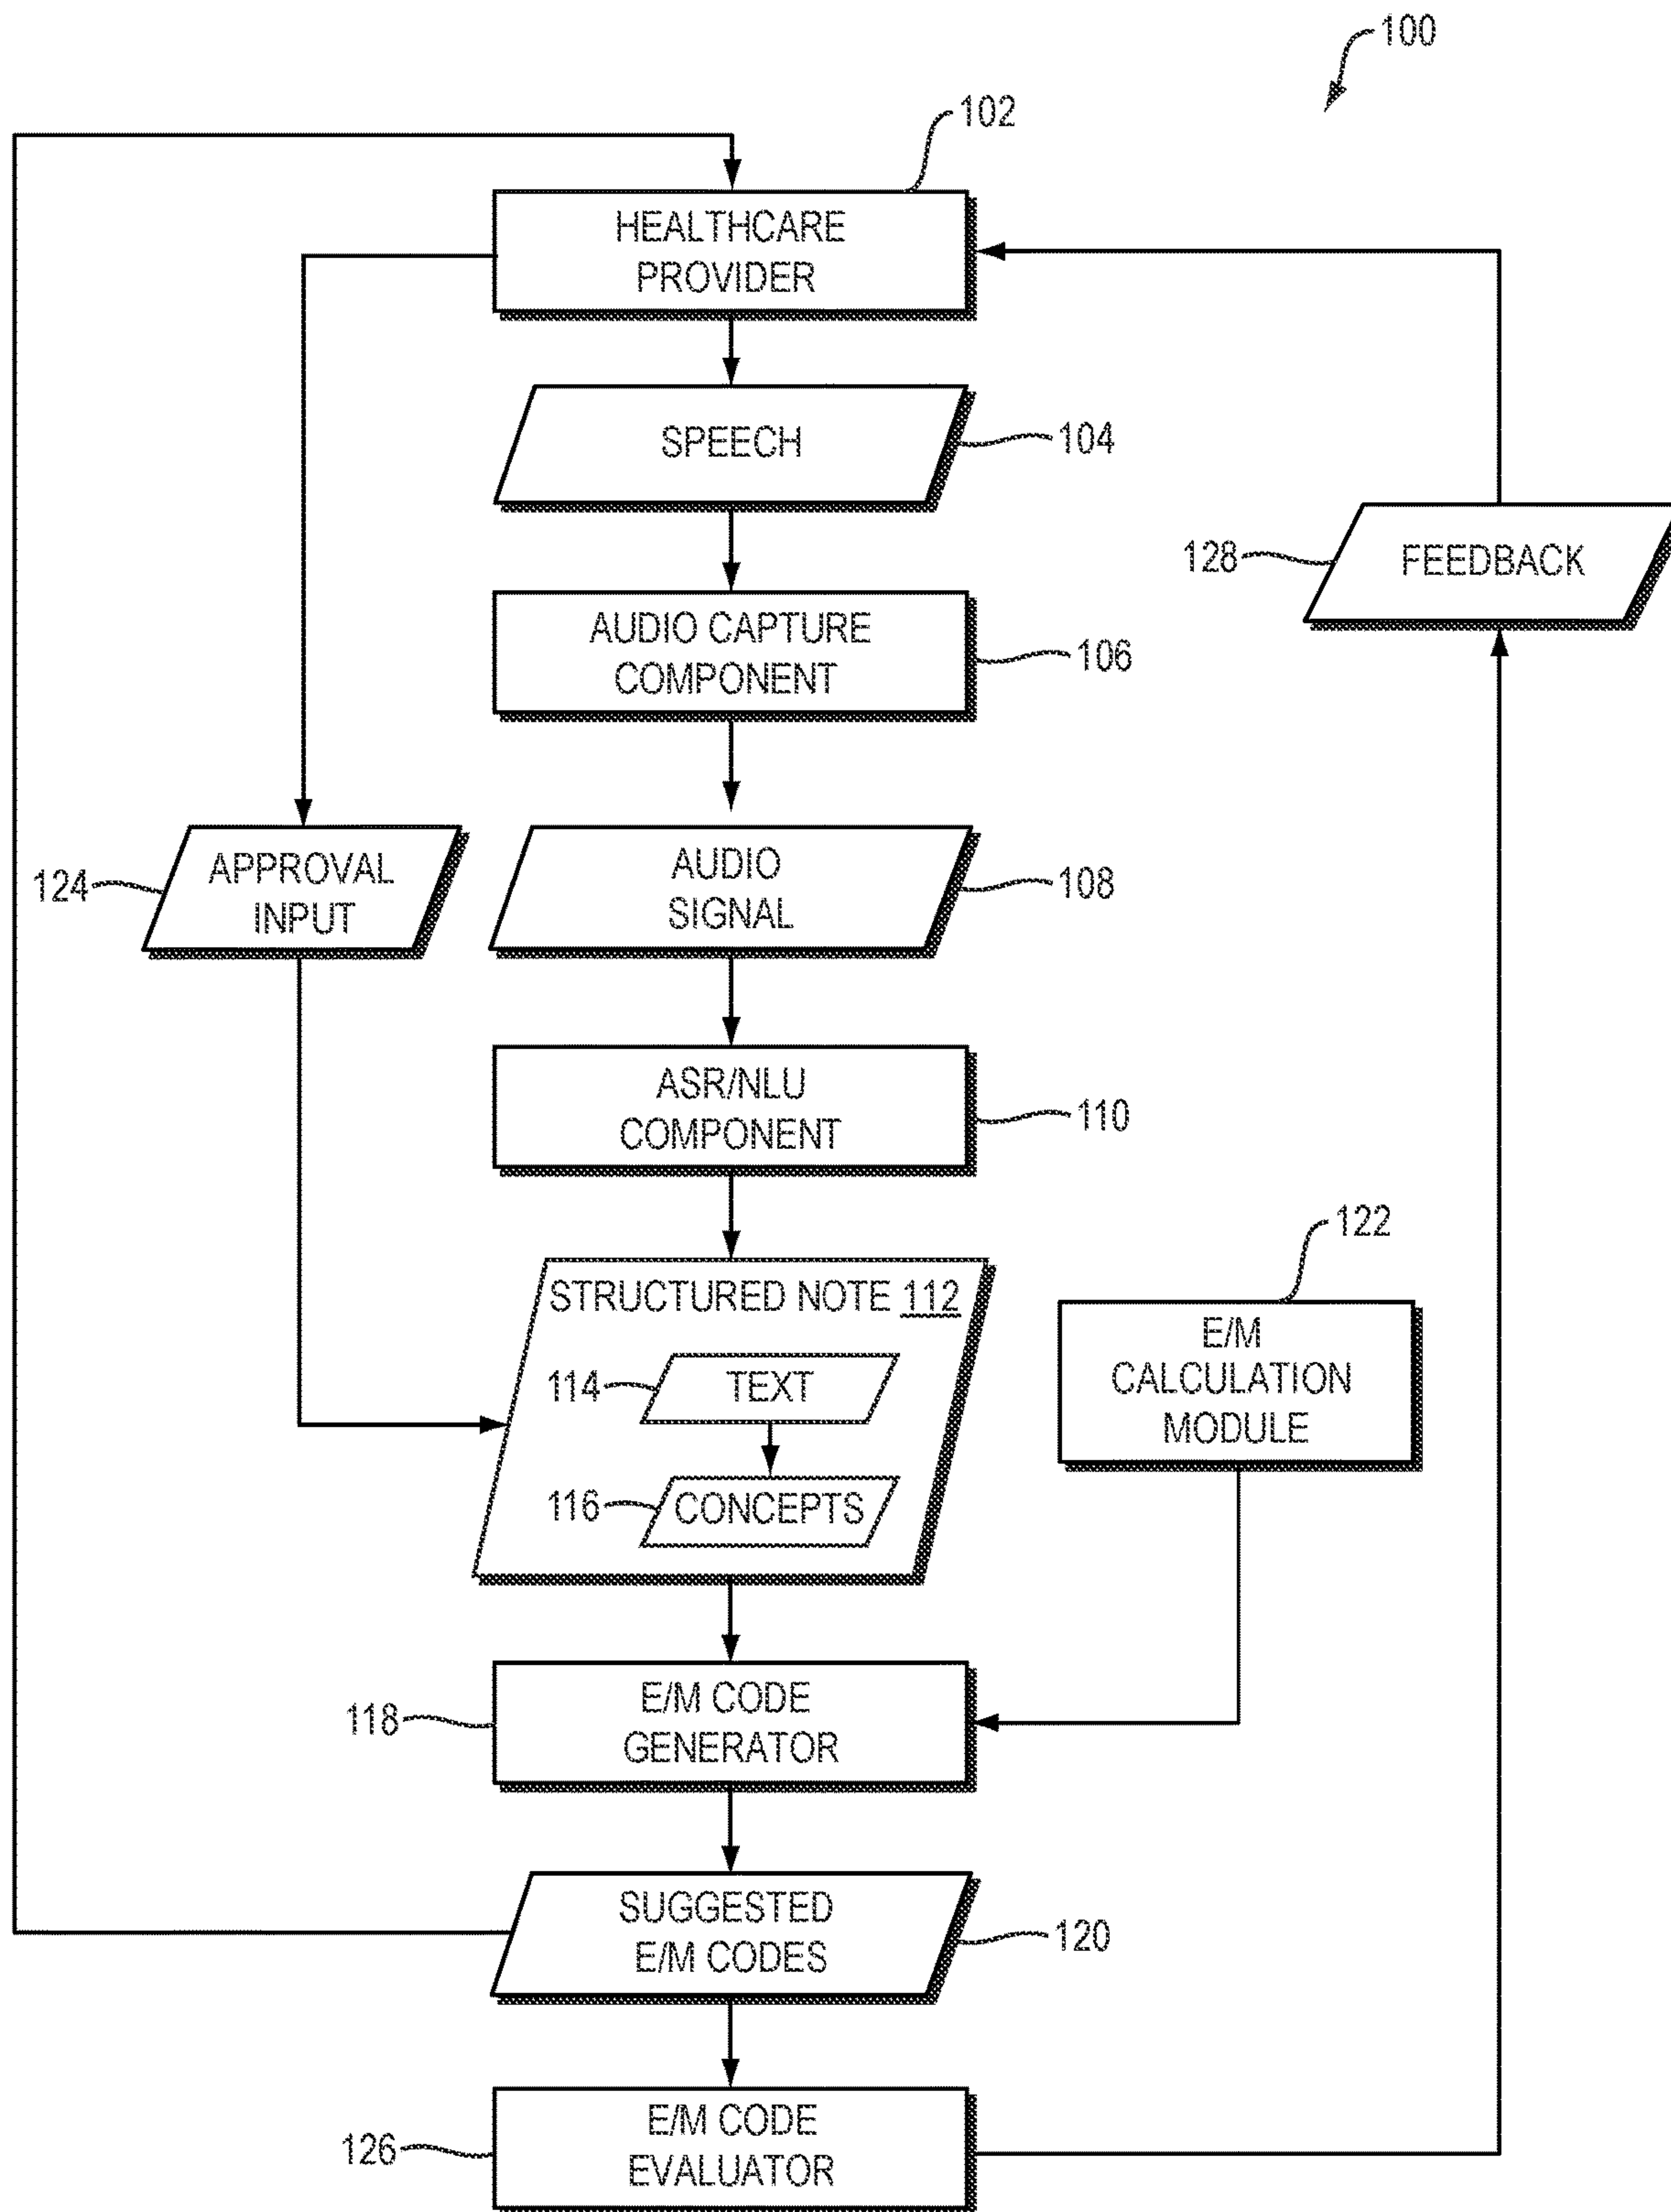 100
102
HEALTHCARE
PROVIDER
SPEECH
104
128
FEEDBACK
AUDIO CAPTURE
COMPONENT
106
124
APPROVAL
INPUT
AUDIO
SIGNAL
108
ASR/NLU
COMPONENT
110
STRUCTURED NOTE 112
114
TEXT
116
CONCEPTS
122
E/M
CALCULATION
MODULE
118
E/M CODE
GENERATOR
SUGGESTED
E/M CODES
120
126
E/M CODE
EVALUATOR